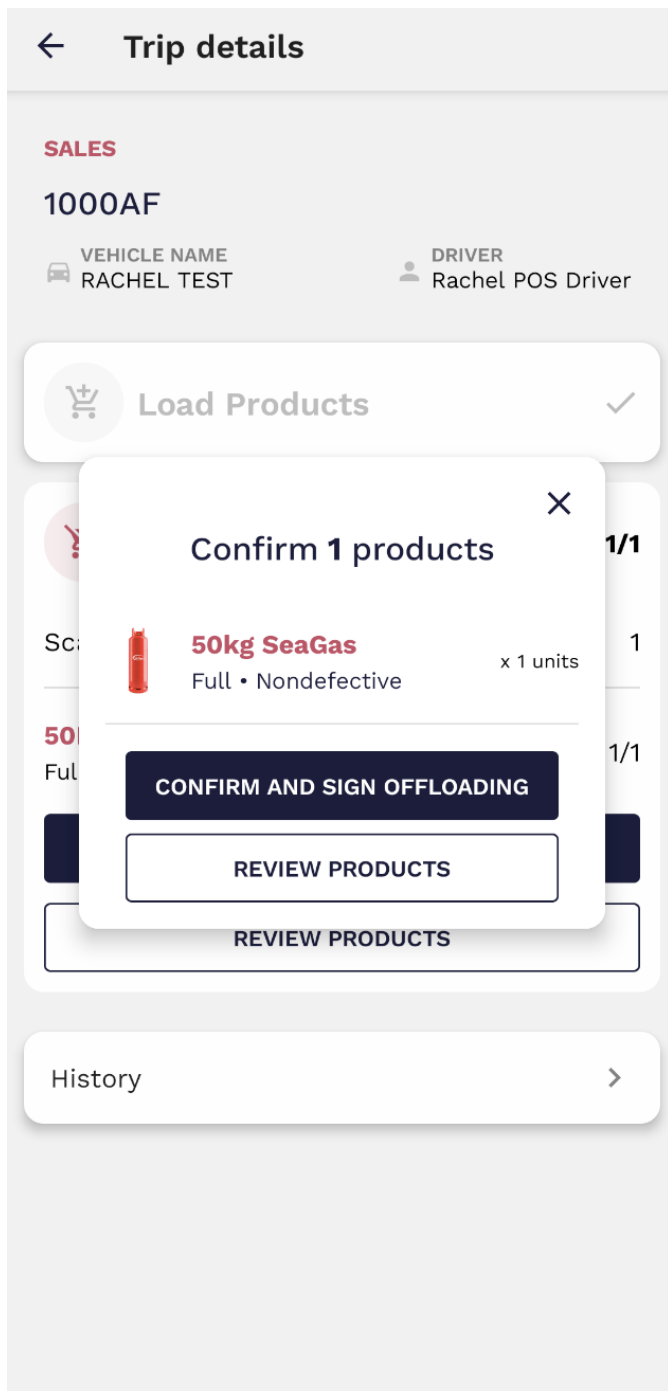 Trip details
SALES
1000AF
VEHICLE NAME
RACHEL TEST
DRIVER
Rachel POS Driver
Load Products
1/1
Confirm 1 products
50kg SeaGas
Full • Nondefective
x 1 units
1
1/1
CONFIRM AND SIGN OFFLOADING
REVIEW PRODUCTS
REVIEW PRODUCTS
History